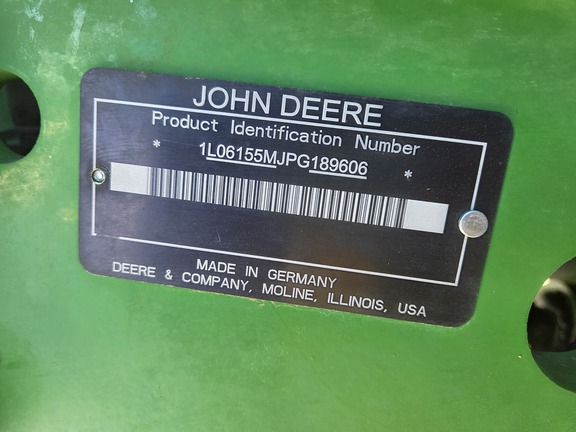 JOHN DEERE
Product Identification Number
* 1L06155MJPG189606 *
MADE IN GERMANY
DEERE & COMPANY, MOLINE, ILLINOIS, USA